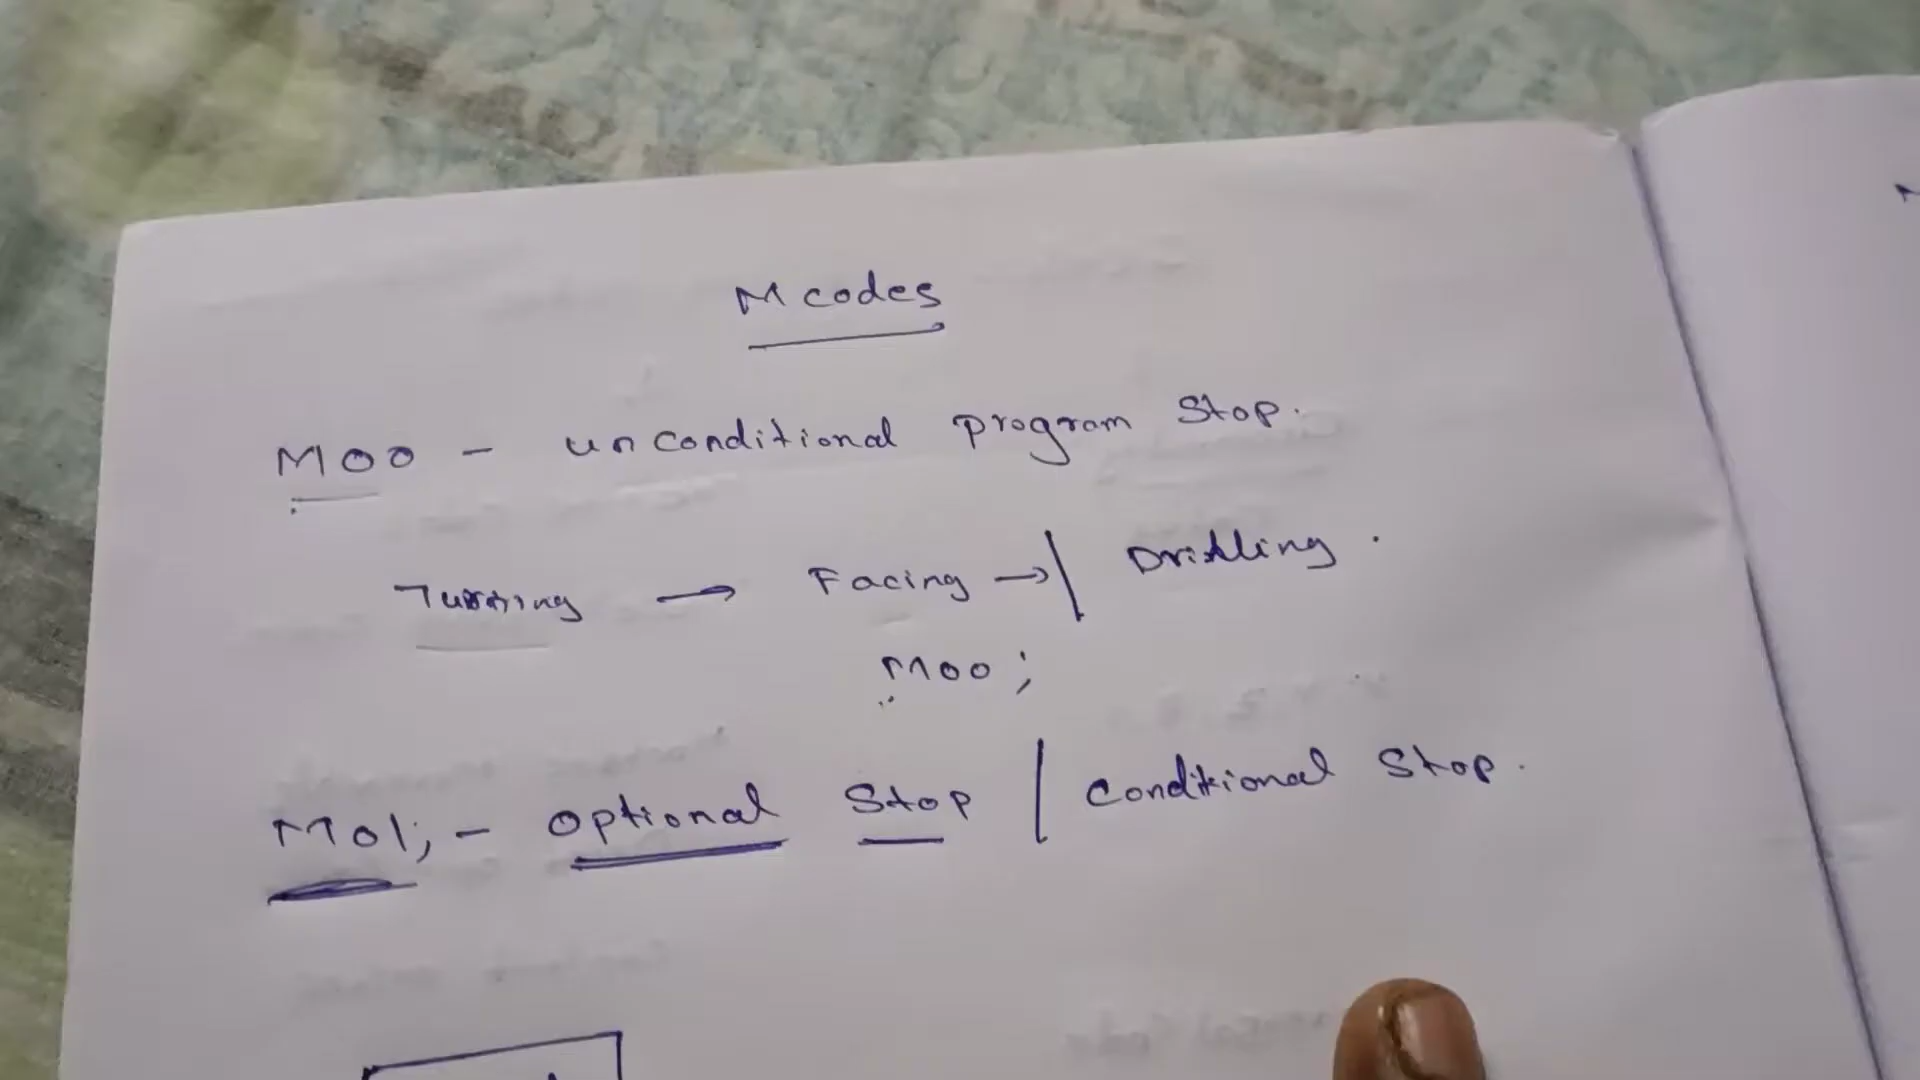 M codes
M00 - unconditional program Stop.
Turning → Facing → | Drilling.
M00;
M01; - optional Stop | Conditional Stop.